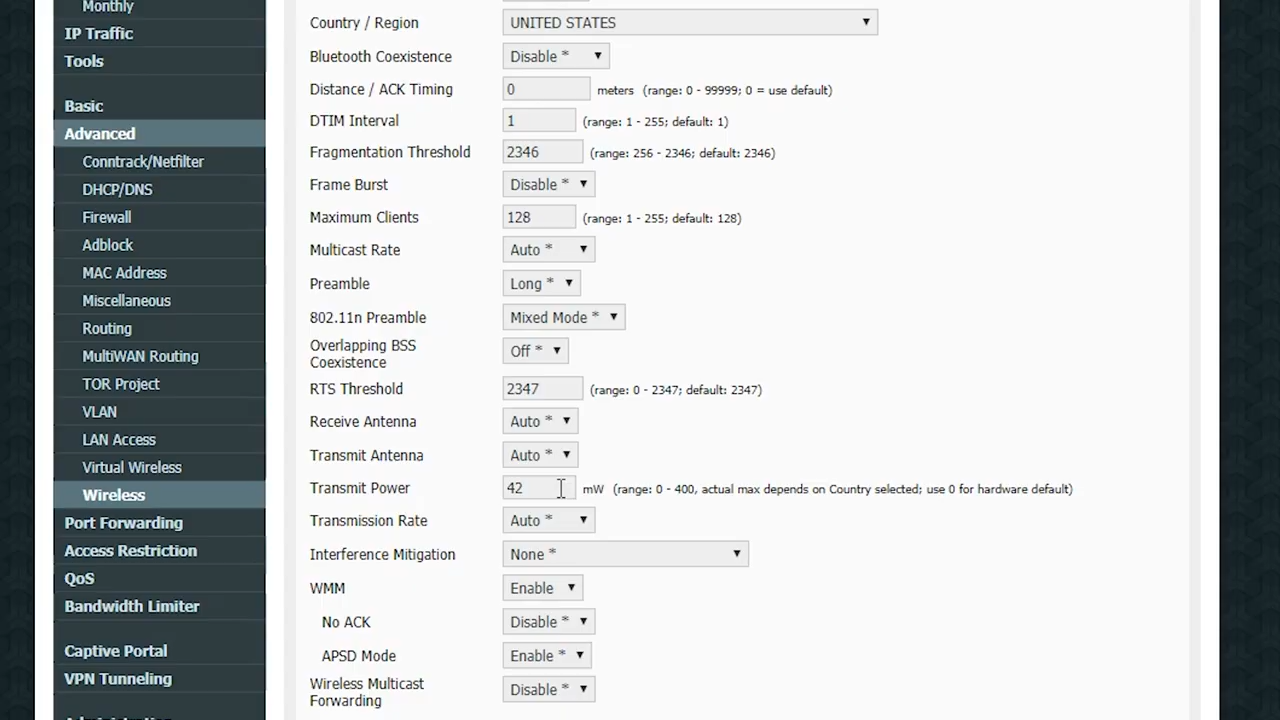 Monthly
IP Traffic
Tools
Basic
Advanced
Conntrack/Netfilter
DHCP/DNS
Firewall
Adblock
MAC Address
Miscellaneous
Routing
MultiWAN Routing
TOR Project
VLAN
LAN Access
Virtual Wireless
Wireless
Port Forwarding
Access Restriction
QoS
Bandwidth Limiter
Captive Portal
VPN Tunneling
Country / Region UNITED STATES
Bluetooth Coexistence Disable *
Distance / ACK Timing 0 meters (range: 0 - 99999; 0 = use default)
DTIM Interval 1 (range: 1 - 255; default: 1)
Fragmentation Threshold 2346 (range: 256 - 2346; default: 2346)
Frame Burst Disable *
Maximum Clients 128 (range: 1 - 255; default: 128)
Multicast Rate Auto *
Preamble Long *
802.11n Preamble Mixed Mode *
Overlapping BSS
Coexistence Off *
RTS Threshold 2347 (range: 0 - 2347; default: 2347)
Receive Antenna Auto *
Transmit Antenna Auto *
Transmit Power 42 mW (range: 0 - 400, actual max depends on Country selected; use 0 for hardware default)
Transmission Rate Auto *
Interference Mitigation None *
WMM Enable
No ACK Disable *
APSD Mode Enable *
Wireless Multicast
Forwarding Disable *